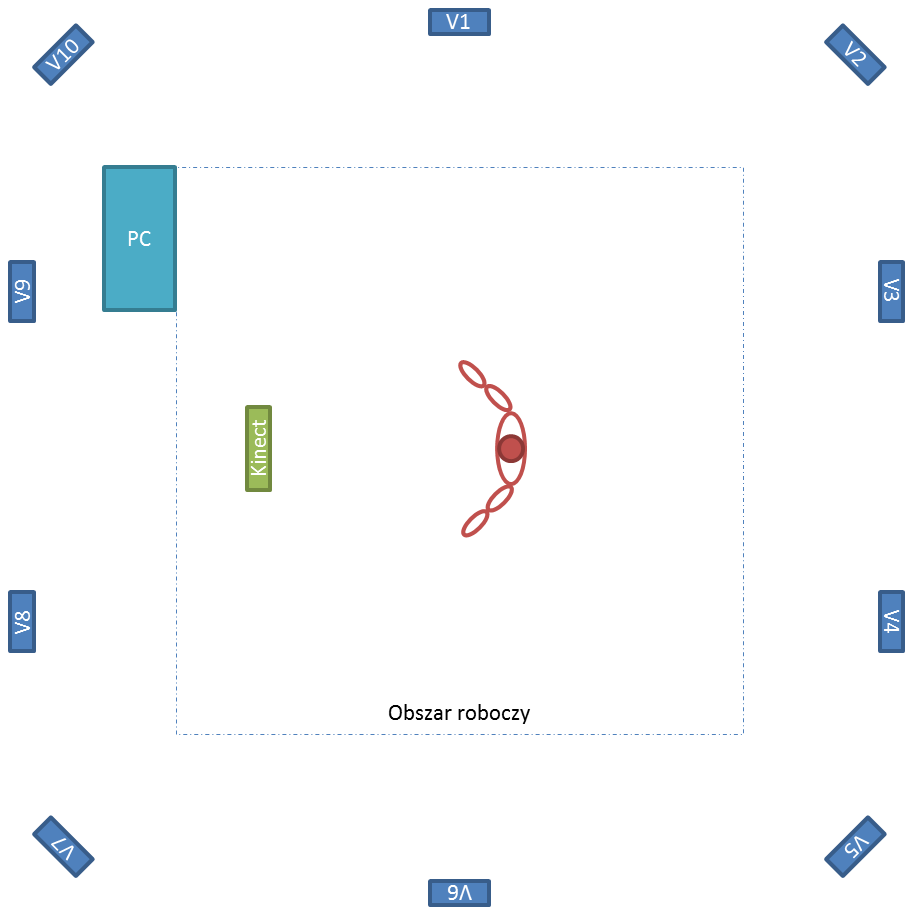 V1
V10
V2
PC
V9
V3
Kinect
V8
V4
Obszar roboczy
V7
V5
V6